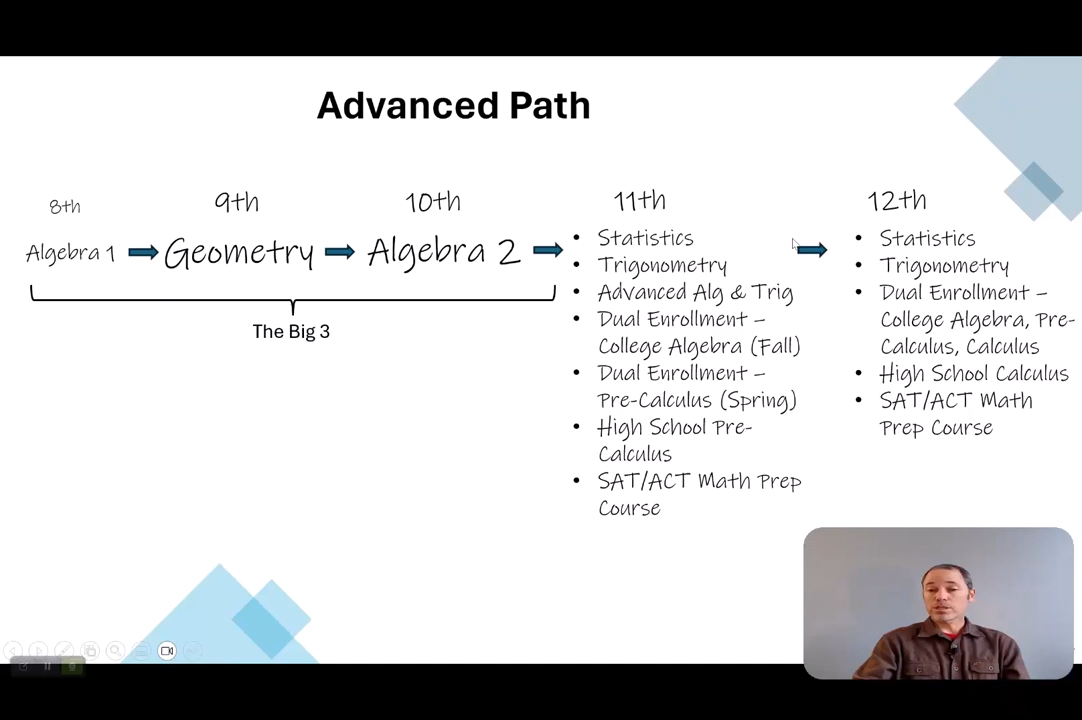 Advanced Path
8th
Algebra 1
9th
Geometry
10th
Algebra 2
The Big 3
11th
• Statistics
• Trigonometry
• Advanced Alg & Trig
• Dual Enrollment –
College Algebra (Fall)
• Dual Enrollment –
Pre-Calculus (Spring)
• High School Pre-
Calculus
• SAT/ACT Math Prep
Course
12th
• Statistics
• Trigonometry
• Dual Enrollment –
College Algebra, Pre-
Calculus, Calculus
• High School Calculus
• SAT/ACT Math
Prep Course